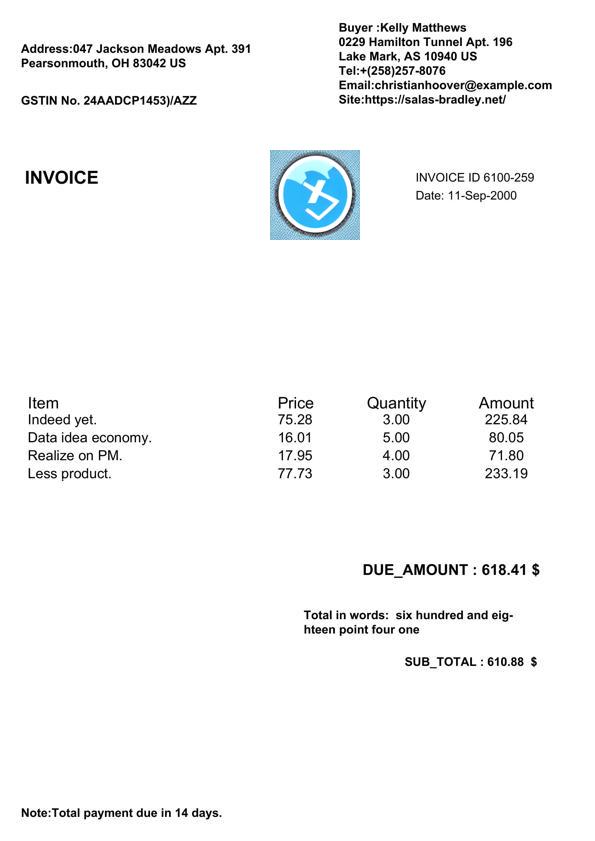 Address:047 Jackson Meadows Apt. 391
Pearsonmouth, OH 83042 US
GSTIN No. 24AADCP1453)/AZZ
Buyer :Kelly Matthews
0229 Hamilton Tunnel Apt. 196
Lake Mark, AS 10940 US
Tel:+(258)257-8076
Email:christianhoover@example.com
Site:https://salas-bradley.net/
INVOICE
INVOICE ID 6100-259
Date: 11-Sep-2000
Item Price Quantity Amount
Indeed yet. 75.28 3.00 225.84
Data idea economy. 16.01 5.00 80.05
Realize on PM. 17.95 4.00 71.80
Less product. 77.73 3.00 233.19
DUE_AMOUNT : 618.41 $
Total in words:  six hundred and eig-
hteen point four one
SUB_TOTAL : 610.88  $
Note:Total payment due in 14 days.